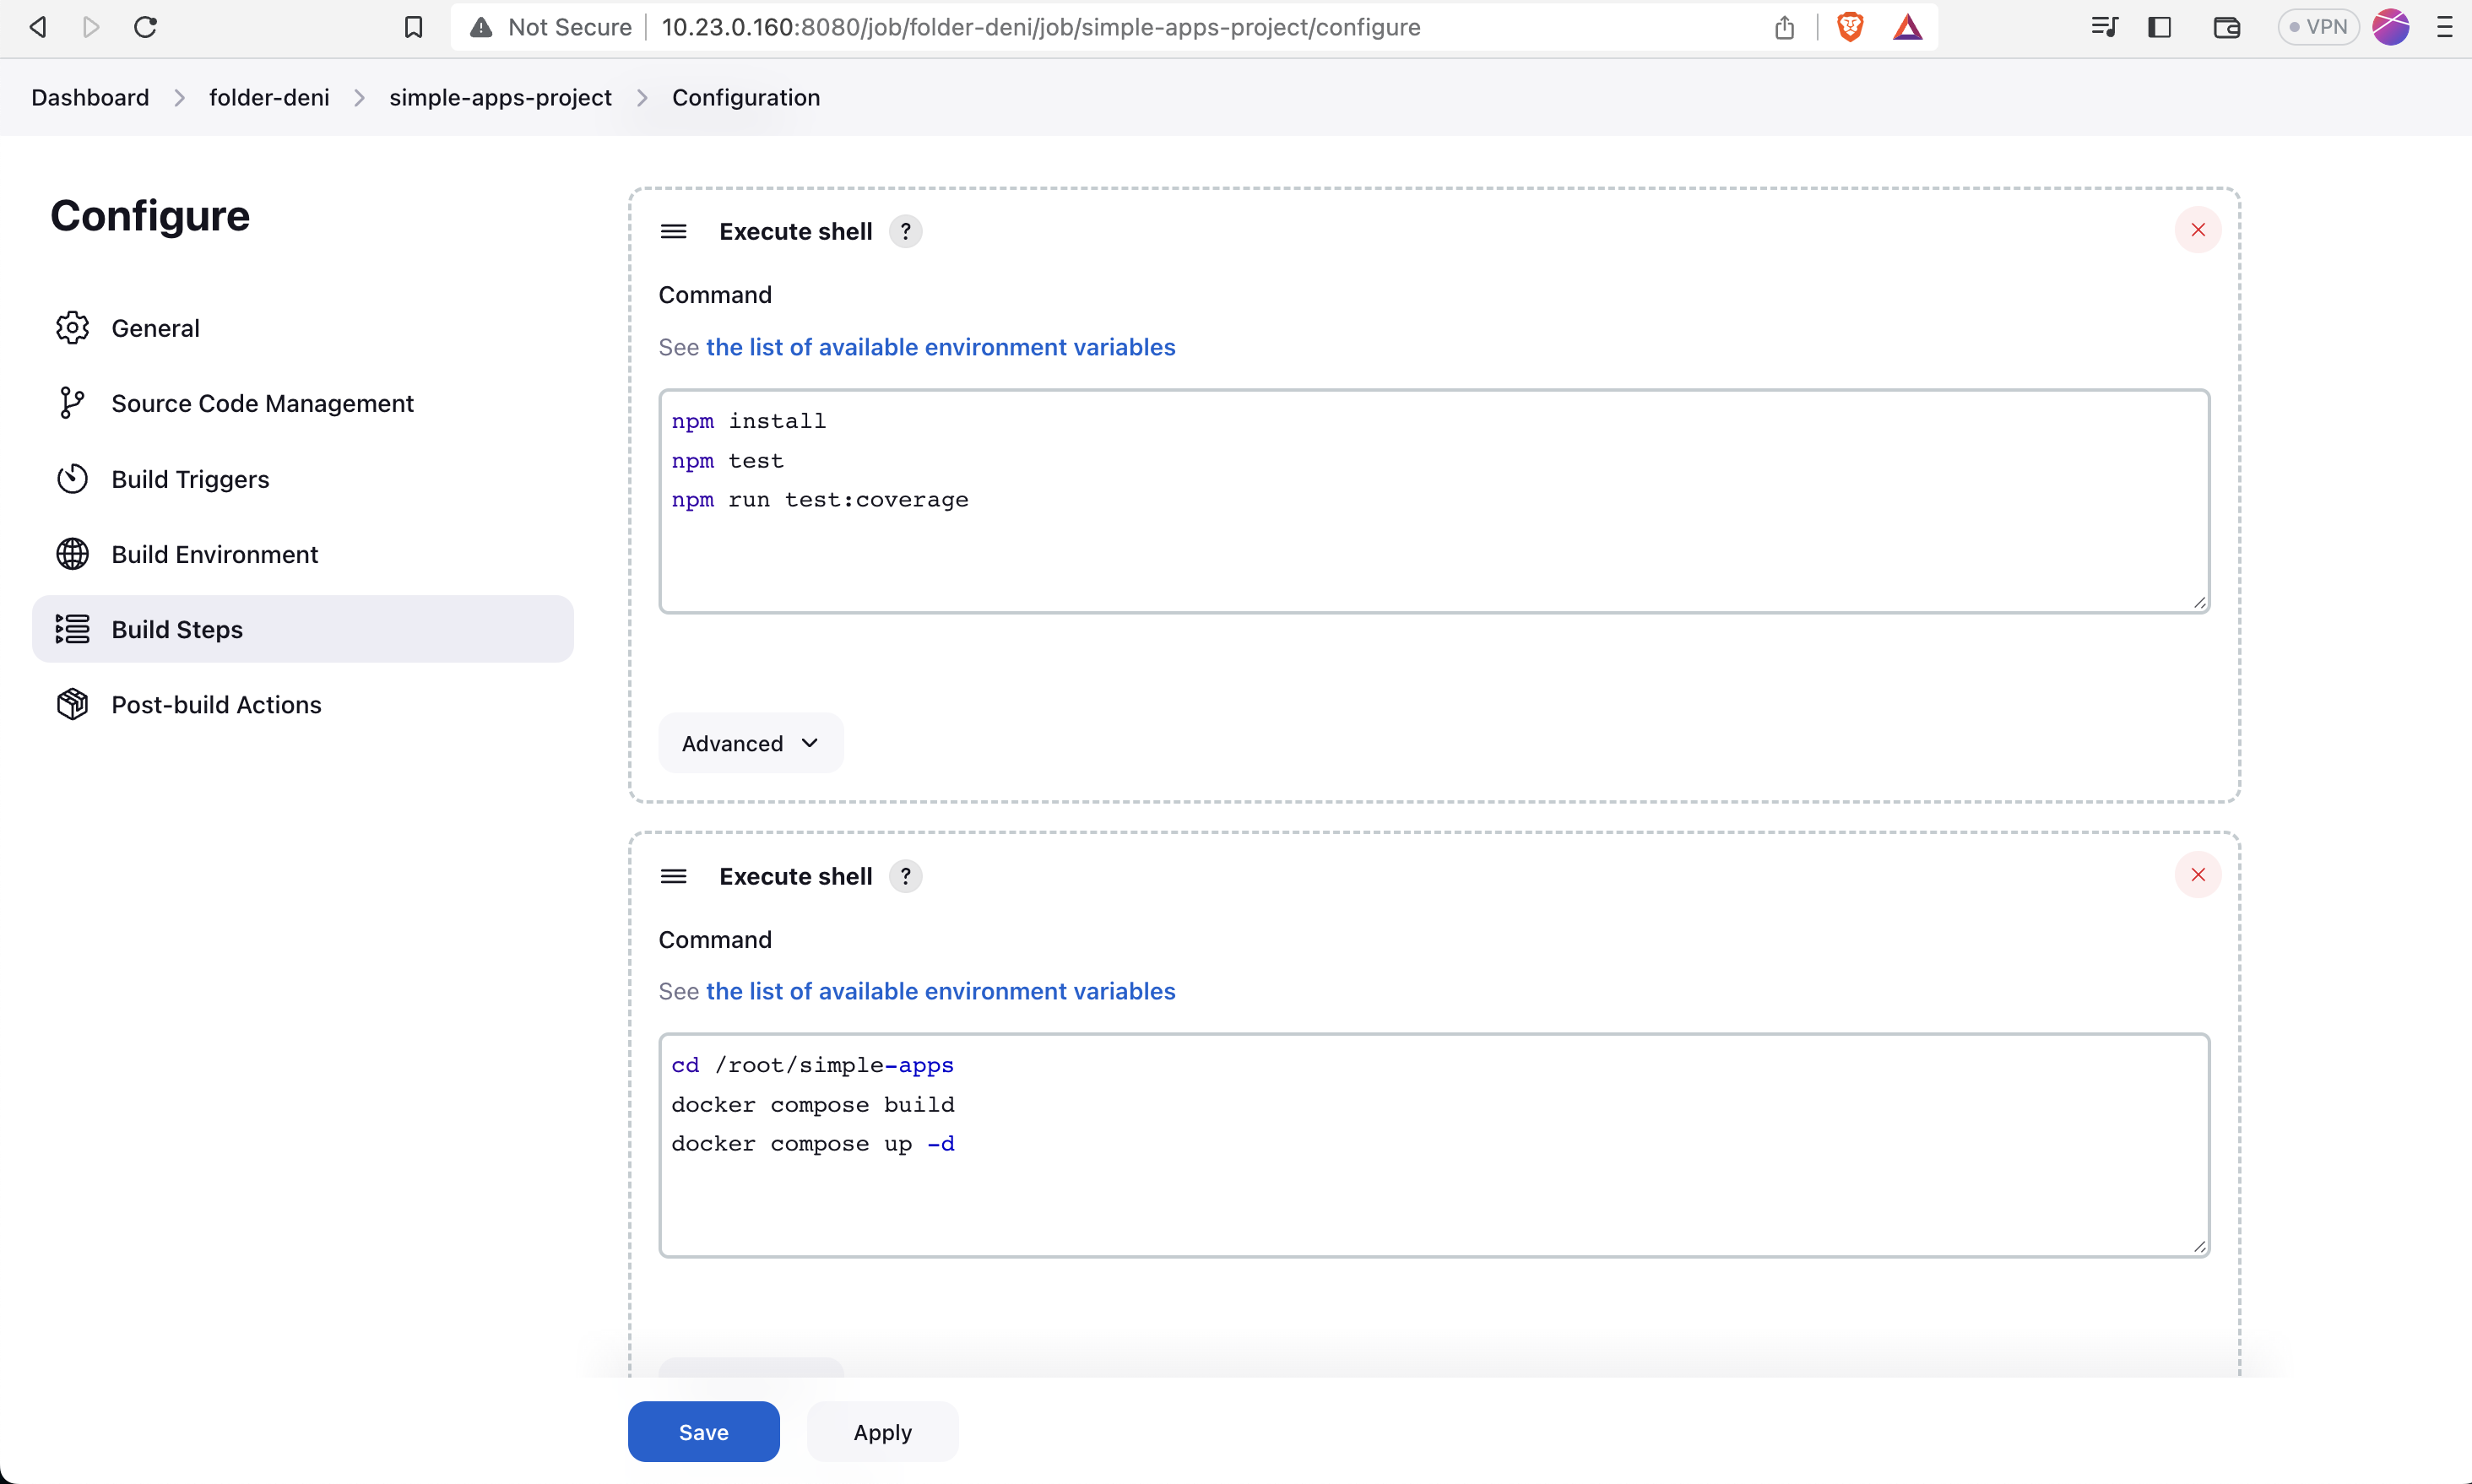 Not Secure 10.23.0.160:8080/job/folder-deni/job/simple-apps-project/configure VPN
Dashboard folder-deni simple-apps-project Configuration
Configure
General
Source Code Management
Build Triggers
Build Environment
Build Steps
Post-build Actions
Execute shell ?
Command
See the list of available environment variables
npm install
npm test
npm run test:coverage
Advanced
Execute shell ?
Command
See the list of available environment variables
cd /root/simple-apps
docker compose build
docker compose up -d
Save Apply